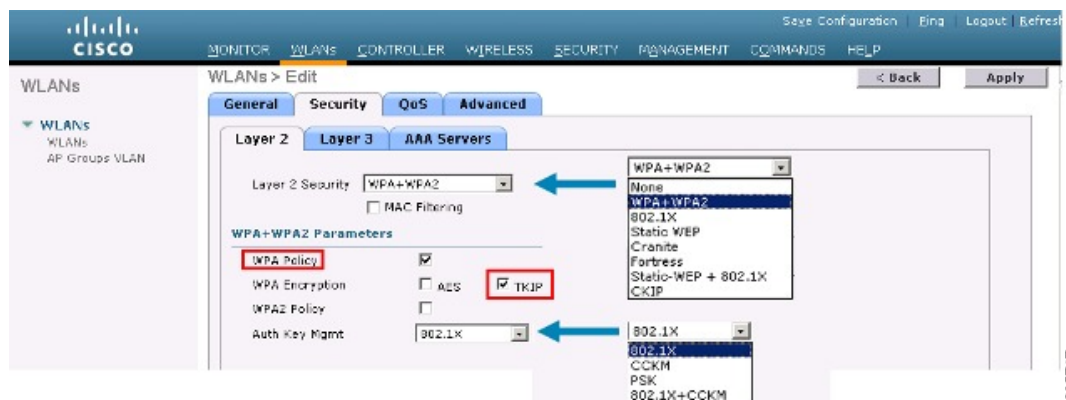 Save Configuration Ping Logout Refresh
CISCO
MONITOR WLANs CONTROLLER WIRELESS SECURITY MANAGEMENT COMMANDS HELP
WLANs
WLANs > Edit
< Back Apply
General Security QoS Advanced
WLANs
WLANs
AP Groups VLAN
Layer 2 Layer 3 AAA Servers
Layer 2 Security WPA+WPA2
MAC Filtering
WPA+WPA2
None
WPA+WPA2
802.1X
Static WEP
Cranite
Fortress
Static-WEP + 802.1X
CKIP
WPA+WPA2 Parameters
WPA Policy
WPA Encryption AES TKIP
WPA2 Policy
Auth Key Mgmt 802.1X
802.1X
802.1X
CCKM
PSK
802.1X+CCKM